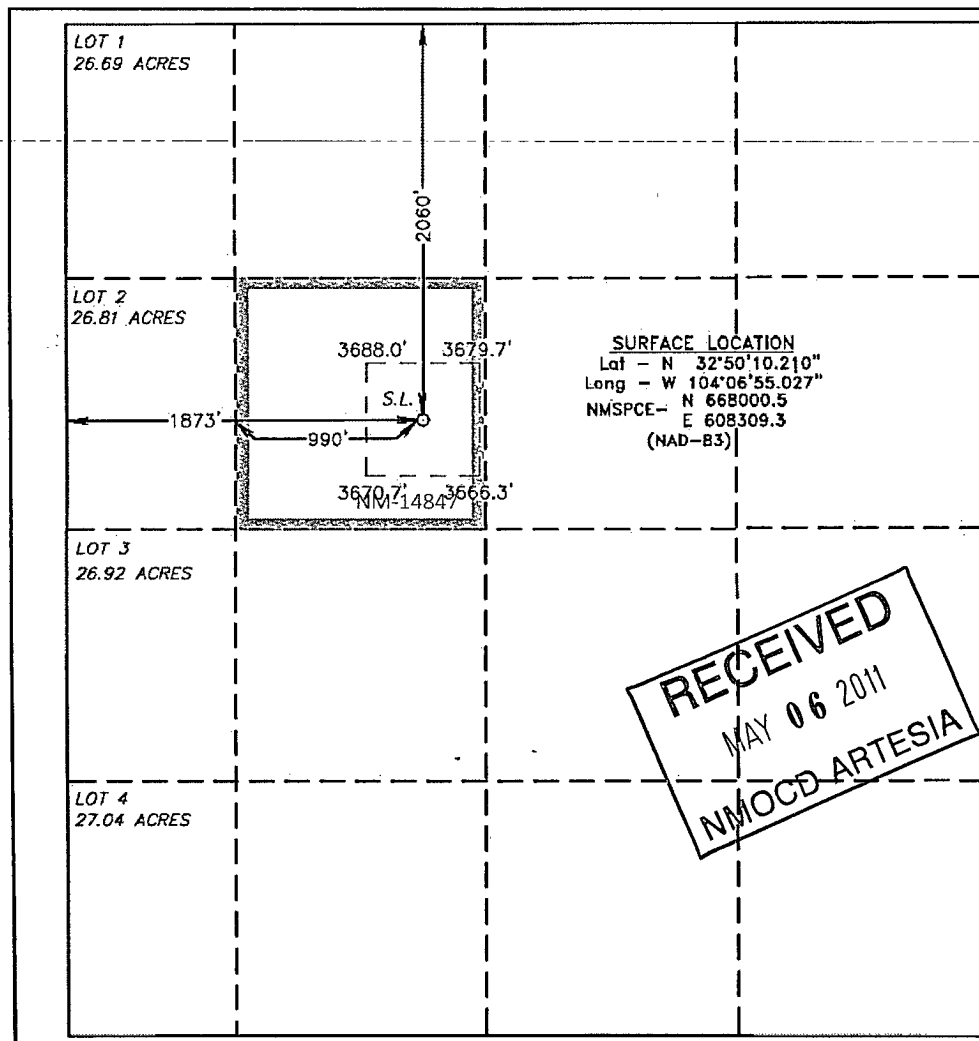 LOT 1
26.69 ACRES
2060'
LOT 2
26.81 ACRES
3688.0' 3679.7'
S.L.
1873'
990'
3670.7' 3666.3'
NM-14847
SURFACE LOCATION
Lat - N 32°50'10.210"
Long - W 104°06'55.027"
NMSPCE- N 668000.5
E 608309.3
(NAD-83)
LOT 3
26.92 ACRES
RECEIVED
MAY 06 2011
NMOCD ARTESIA
LOT 4
27.04 ACRES